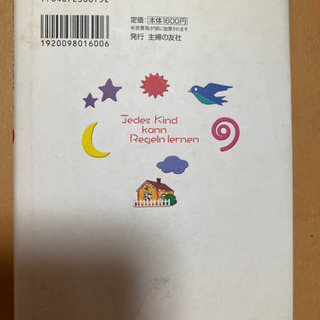 1920098016006
定価:本体1600円
※消費税が別に加算されます
発行 主婦の友社
Jedes Kind
kann
Regeln lernen